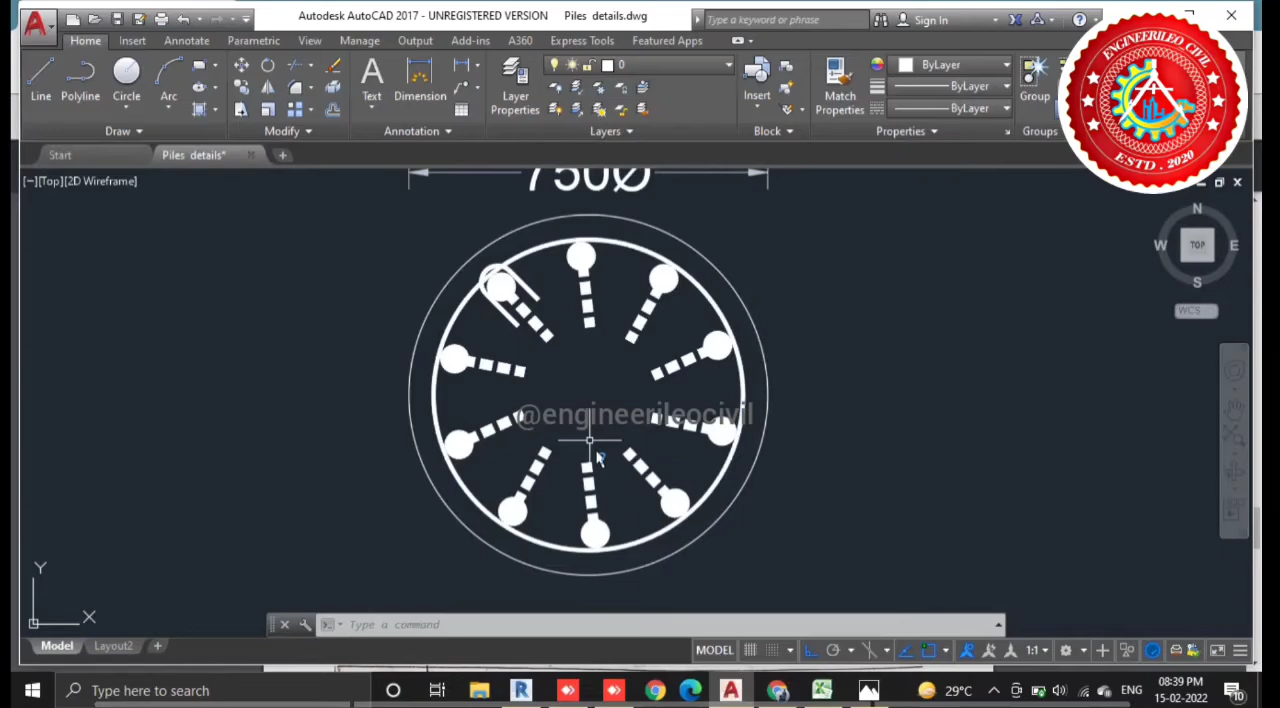 Autodesk AutoCAD 2017 - UNREGISTERED VERSION Piles details.dwg
Type a keyword or phrase
Sign In
Home Insert Annotate Parametric View Manage Output Add-ins A360 Express Tools Featured Apps
Line Polyline Circle Arc
Text Dimension
Layer Properties
0
Insert
Match Properties
ByLayer
ByLayer
ByLayer
Group
Draw Modify Annotation Layers Block Properties Groups
ENGINEERILEO CIVIL
ESTD . 2020
Start Piles details*
[−][Top][2D Wireframe]
750Ø
N
W TOP E
S
WCS
@engineerileocivil
Y
X
Type a command
Model Layout2 +
MODEL 1:1
Type here to search
29°C
ENG
08:39 PM
15-02-2022
10